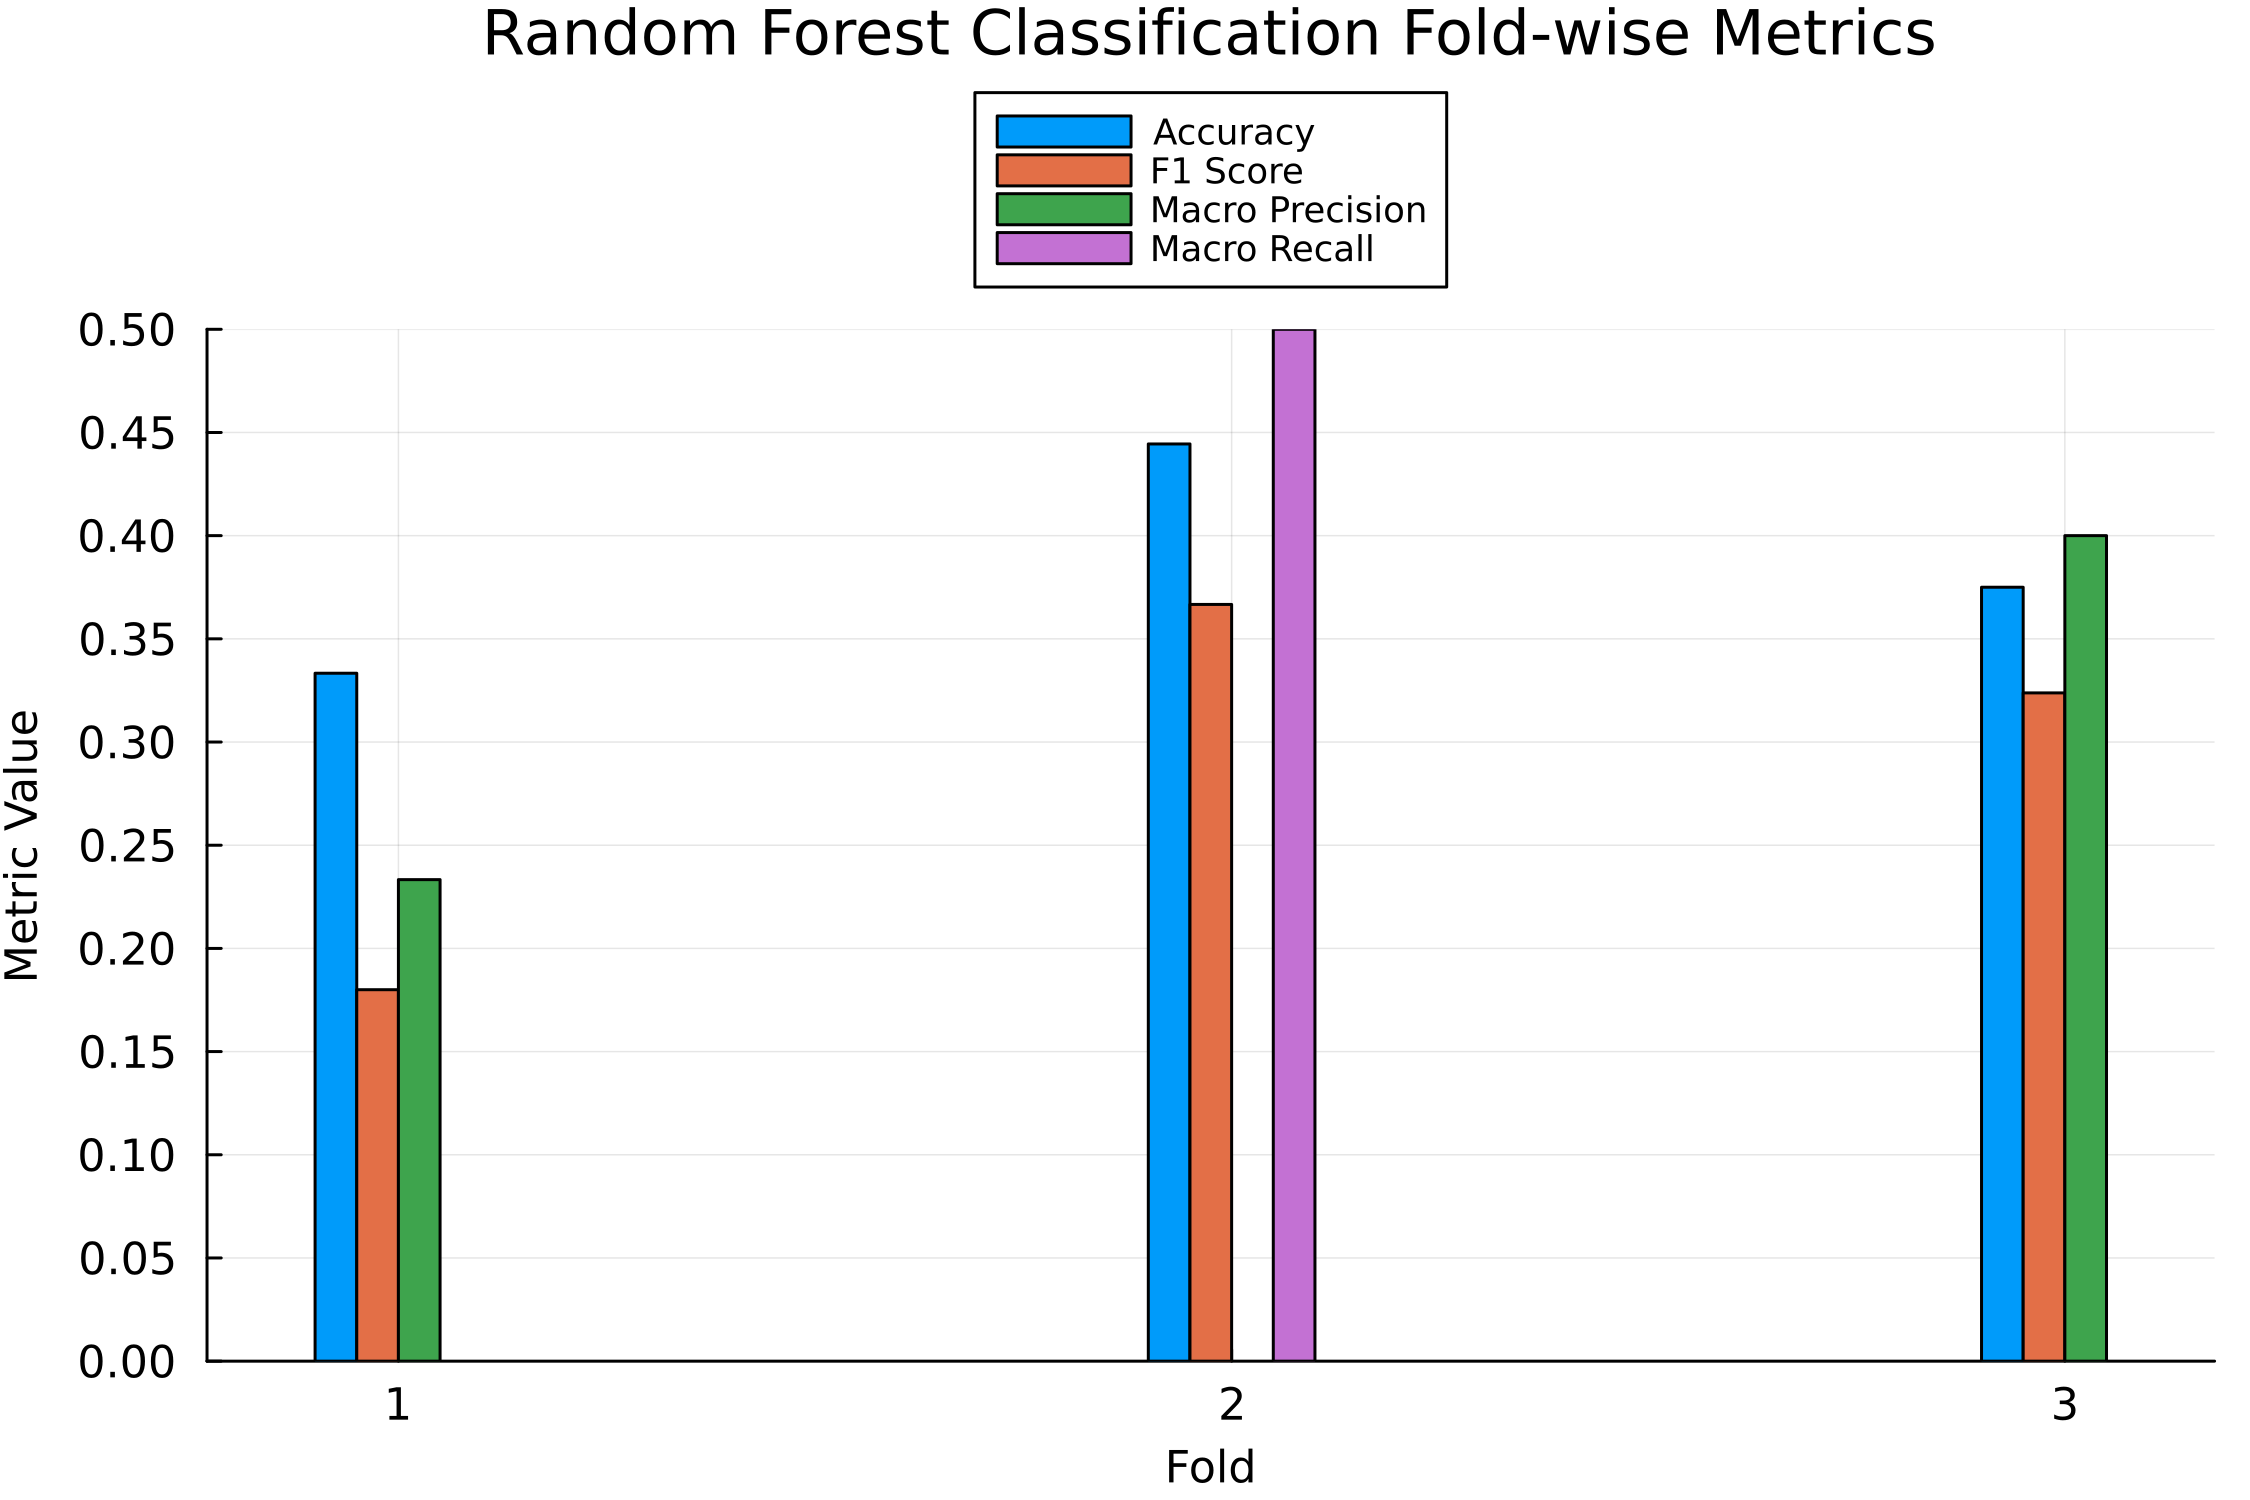 Random Forest Classification Fold-wise Metrics
Accuracy
F1 Score
Macro Precision
Macro Recall
0.50
0.45
0.40
0.35
0.30
0.25
0.20
0.15
0.10
0.05
0.00
Metric Value
1
2
3
Fold